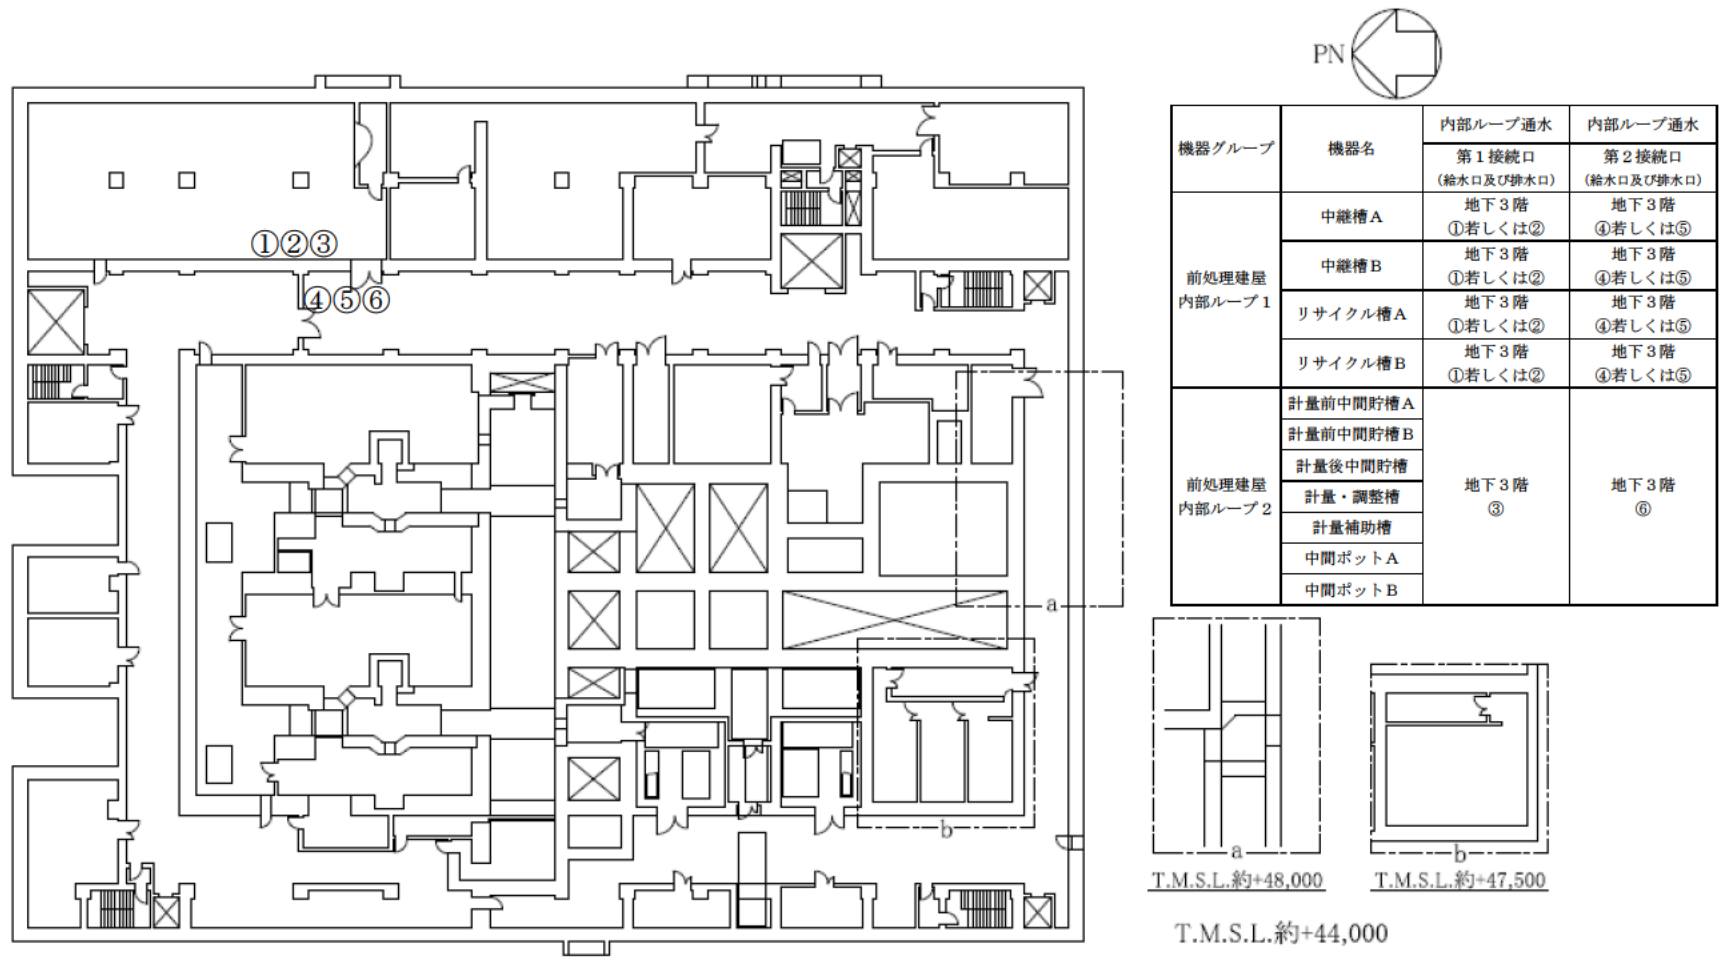 PN
①②③
④⑤⑥
a
b
機器グループ
機器名
内部ループ通水
内部ループ通水
第1接続口
(給水口及び排水口)
第2接続口
(給水口及び排水口)
前処理建屋
内部ループ1
中継槽A
地下3階
①若しくは②
地下3階
④若しくは⑤
中継槽B
地下3階
①若しくは②
地下3階
④若しくは⑤
リサイクル槽A
地下3階
①若しくは②
地下3階
④若しくは⑤
リサイクル槽B
地下3階
①若しくは②
地下3階
④若しくは⑤
前処理建屋
内部ループ2
計量前中間貯槽A
計量前中間貯槽B
計量後中間貯槽
計量・調整槽
計量補助槽
中間ポットA
中間ポットB
地下3階
③
地下3階
⑥
a
T.M.S.L.約+48,000
b
T.M.S.L.約+47,500
T.M.S.L.約+44,000